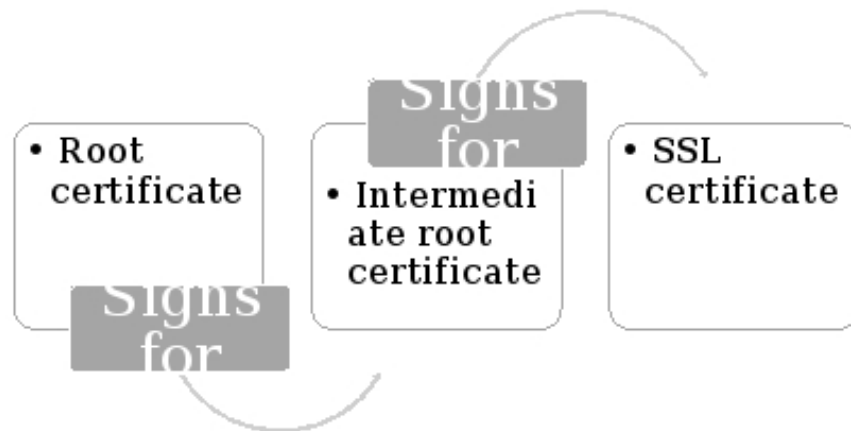 • Root
certificate
Signs
for
Signs
for
• Intermedi
ate root
certificate
• SSL
certificate